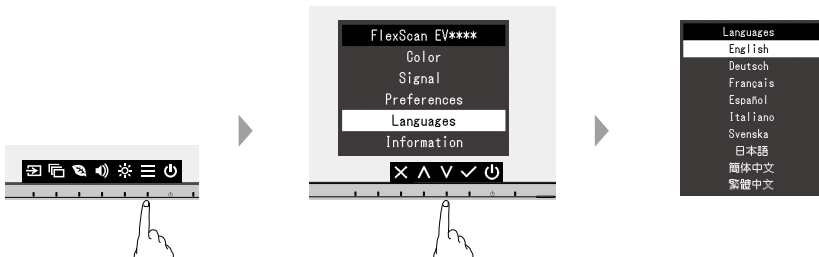 FlexScan EV****
Color
Signal
Preferences
Languages
Information
Languages
English
Deutsch
Français
Español
Italiano
Svenska
日本語
简体中文
繁體中文